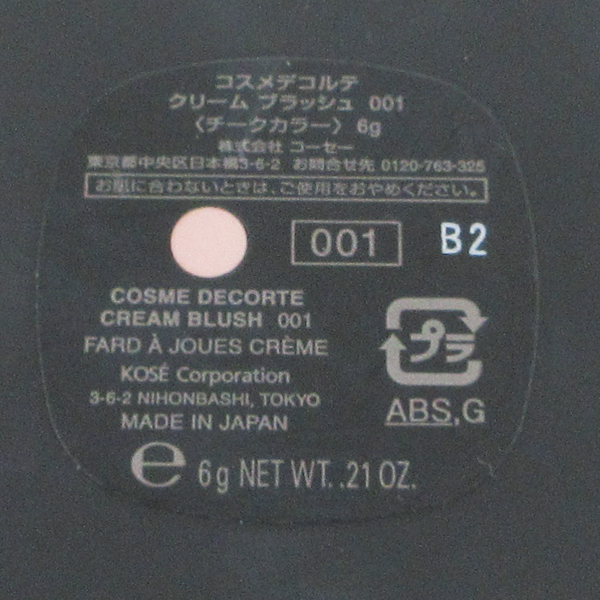 コスメデコルテ
クリーム ブラッシュ 001
〈チークカラー〉 6g
株式会社 コーセー
東京都中央区日本橋3-6-2 お問合せ先 0120-763-325
お肌に合わないときは、ご使用をおやめください。
001 B2
COSME DECORTE
CREAM BLUSH 001
FARD À JOUES CRÈME
KOSÉ Corporation
3-6-2 NIHONBASHI, TOKYO
MADE IN JAPAN
プラ
ABS,G
e 6g NET WT. .21 OZ.